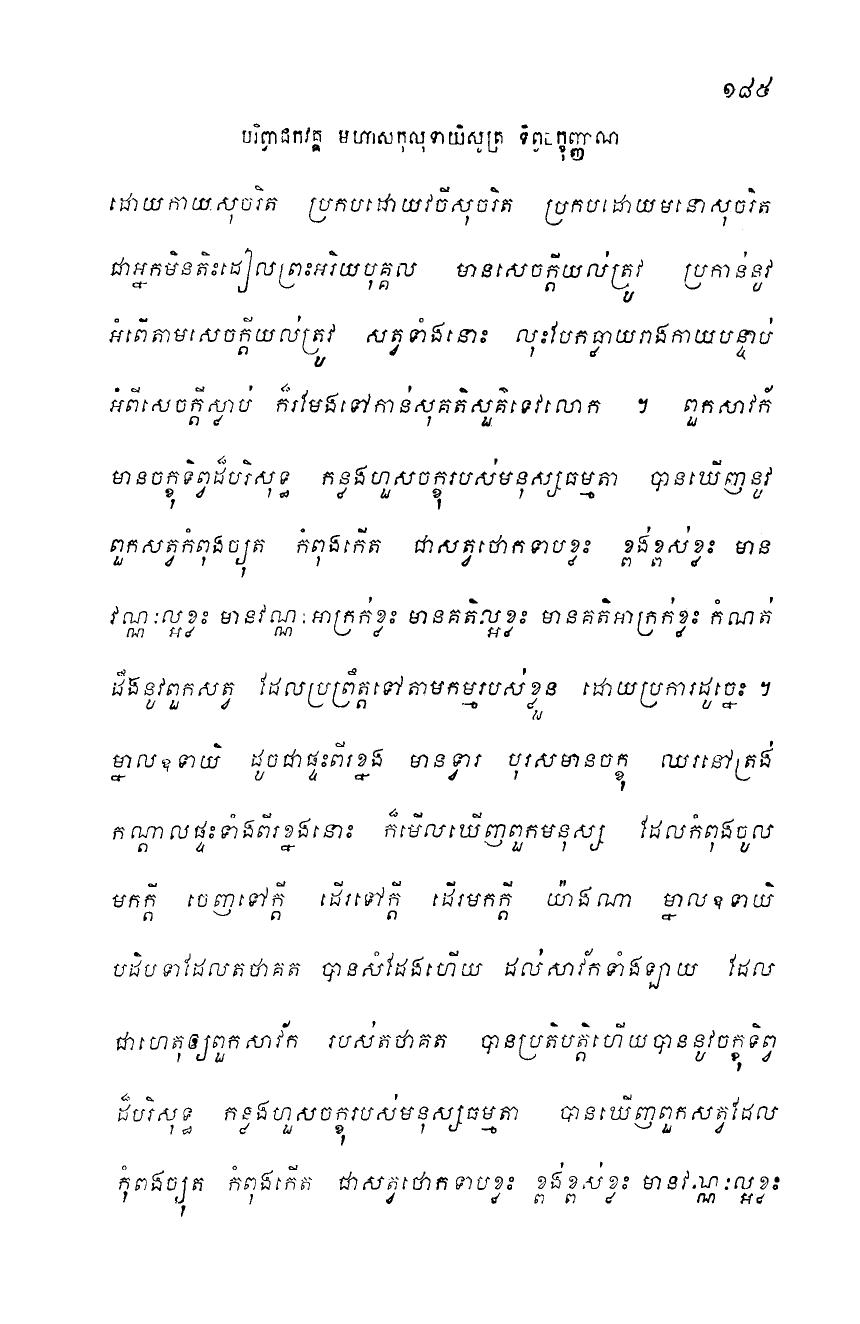 ១៨៥
បរិព្វាជកវគ្គ មហាសកុលុទាយិសូត្រ ទិព្វចក្ខុញ្ញាណ
ដោយកាយសុចរិត ប្រកបដោយវចីសុចរិត ប្រកបដោយមនោសុចរិត
ជាអ្នកមិនតិះដៀលព្រះអរិយបុគ្គល មានសេចក្តីយល់ត្រូវ ប្រកាន់នូវ
អំពើតាមសេចក្តីយល់ត្រូវ សត្វទាំងនោះ លុះបែកធ្លាយរាងកាយបន្ទាប់
អំពីសេចក្តីស្លាប់ ក៏រមែងទៅកាន់សុគតិសួគ៌ទេវលោក ។ ពួកសាវ័ក
មានចក្ខុទិព្វដ៏បរិសុទ្ធ កន្លងហួសចក្ខុរបស់មនុស្សធម្មតា បានឃើញនូវ
ពួកសត្វកំពុងច្យុត កំពុងកើត ជាសត្វថោកទាបខ្លះ ខ្ពង់ខ្ពស់ខ្លះ មាន
វណ្ណៈល្អខ្លះ មានវណ្ណៈអាក្រក់ខ្លះ មានគតិល្អខ្លះ មានគតិអាក្រក់ខ្លះ កំណត់
ដឹងនូវពួកសត្វ ដែលប្រព្រឹត្តទៅតាមកម្មរបស់ខ្លួន ដោយប្រការដូច្នេះ ។
ម្នាលឧទាយិ ដូចជាផ្ទះពីរខ្នង មានទ្វារ បុរសមានចក្ខុ ឈរនៅត្រង់
កណ្តាលផ្ទះទាំងពីរខ្នងនោះ ក៏មើលឃើញពួកមនុស្ស ដែលកំពុងចូល
មកក្តី ចេញទៅក្តី ដើរទៅក្តី ដើរមកក្តី យ៉ាងណា ម្នាលឧទាយិ
បដិបទាដែលតថាគត បានសំដែងហើយ ដល់សាវ័កទាំងឡាយ ដែល
ជាហេតុឲ្យពួកសាវ័ក របស់តថាគត បានប្រតិបត្តិហើយបាននូវចក្ខុទិព្វ
ដ៏បរិសុទ្ធ កន្លងហួសចក្ខុរបស់មនុស្សធម្មតា បានឃើញពួកសត្វដែល
កុំពងច្យុត កំពុងកើត ជាសត្វថោកទាបខ្លះ ខ្ពង់ខ្ពស់ខ្លះ មានវណ្ណៈល្អខ្លះ